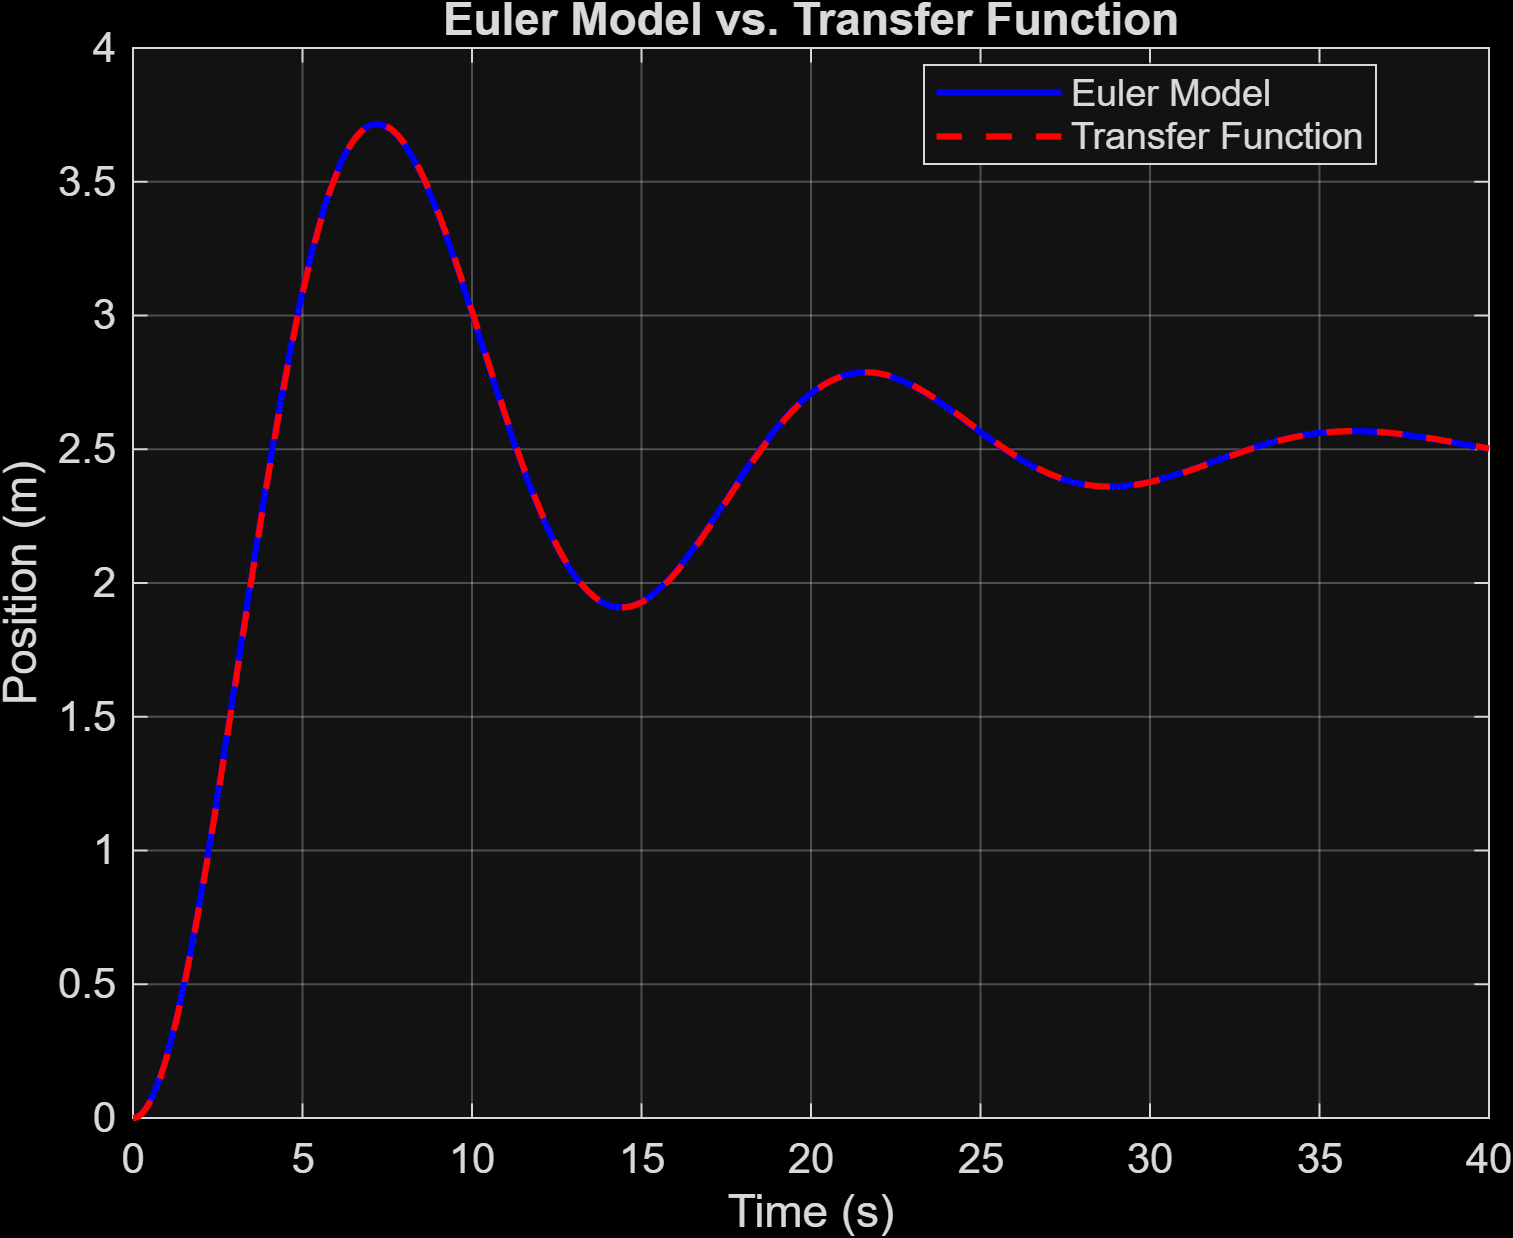 Euler Model vs. Transfer Function
Euler Model
Transfer Function
4
3.5
3
2.5
2
1.5
1
0.5
0
Position (m)
0 5 10 15 20 25 30 35 40
Time (s)